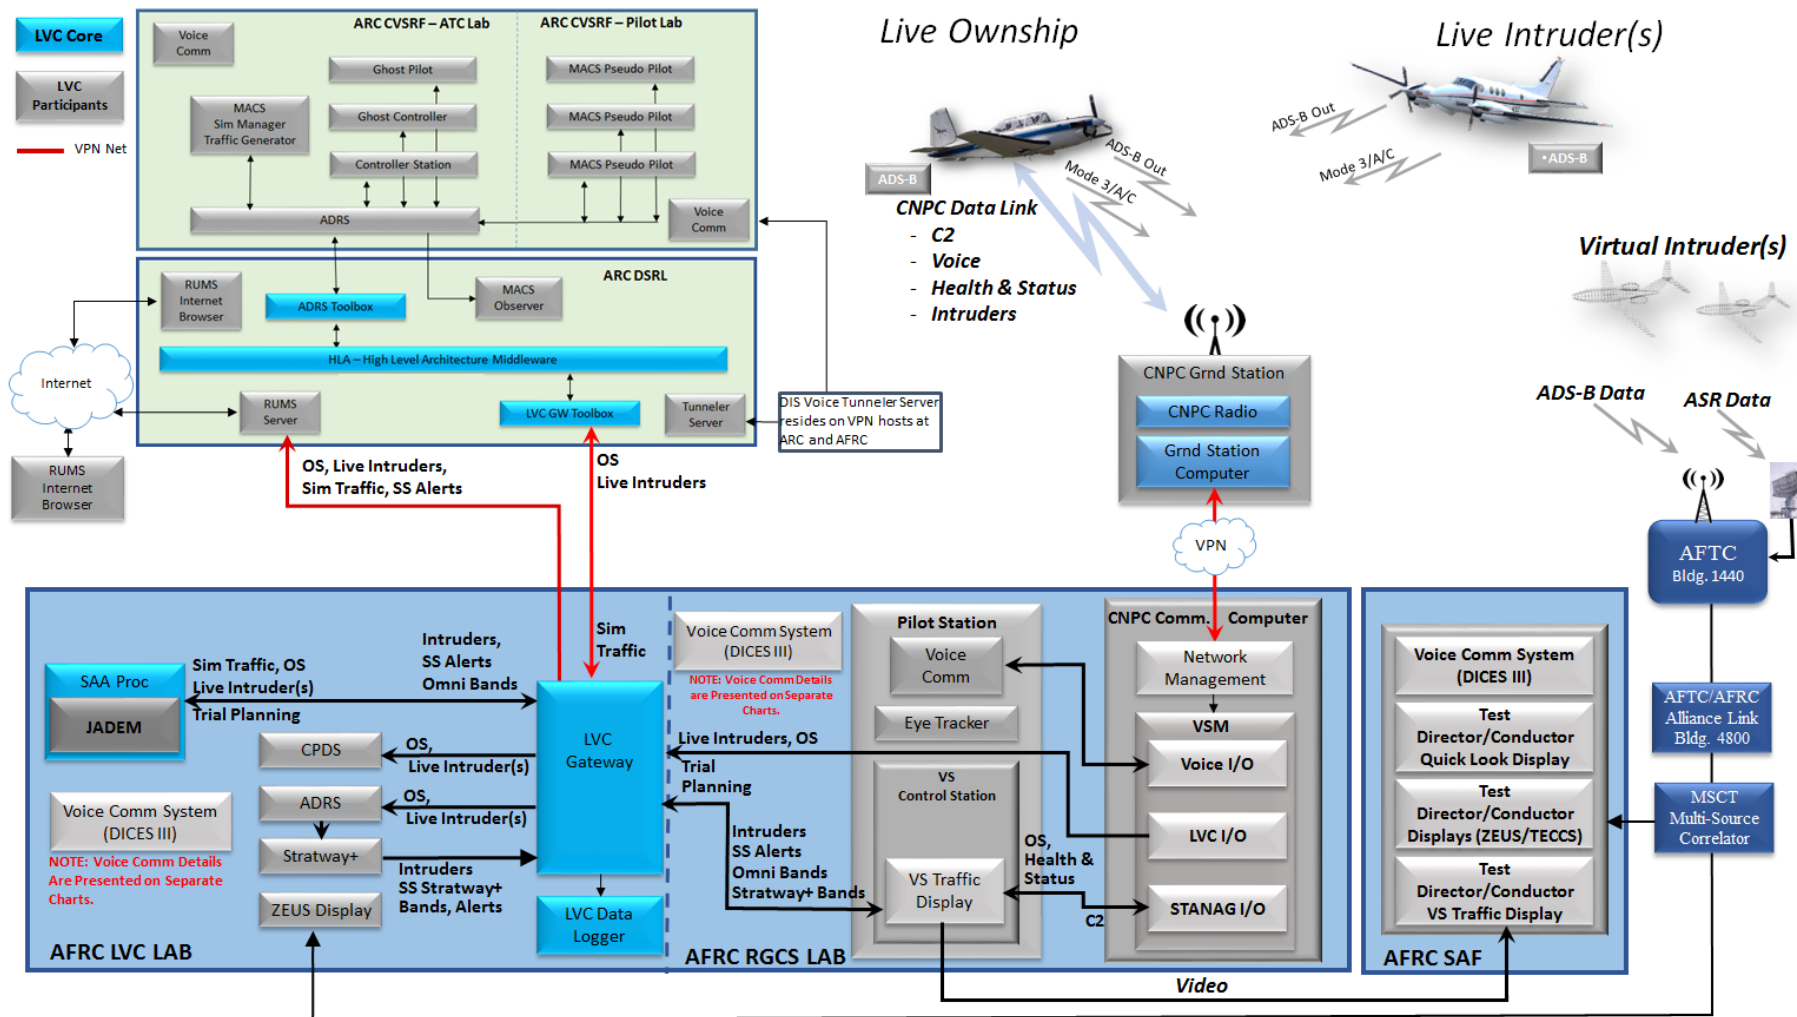 LVC Core
LVC
Participants
VPN Net
ARC CVSRF – ATC Lab
ARC CVSRF – Pilot Lab
Voice
Comm
Ghost Pilot
MACS Pseudo Pilot
MACS
Sim Manager
Traffic Generator
Ghost Controller
MACS Pseudo Pilot
Controller Station
MACS Pseudo Pilot
ADRS
Voice
Comm
ARC DSRL
RUMS
Internet
Browser
ADRS Toolbox
MACS
Observer
HLA – High Level Architecture Middleware
Internet
RUMS
Server
LVC GW Toolbox
Tunneler
Server
DIS Voice Tunneler Server
resides on VPN hosts at
ARC and AFRC
RUMS
Internet
Browser
OS, Live Intruders,
Sim Traffic, SS Alerts
OS
Live Intruders
Live Ownship
Live Intruder(s)
ADS-B Out
Mode 3/A/C
ADS-B
ADS-B Out
Mode 3/A/C
•ADS-B
CNPC Data Link
- C2
- Voice
- Health & Status
- Intruders
Virtual Intruder(s)
ADS-B Data
ASR Data
CNPC Grnd Station
CNPC Radio
Grnd Station
Computer
VPN
AFTC
Bldg. 1440
AFTC/AFRC
Alliance Link
Bldg. 4800
MSCT
Multi-Source
Correlator
SAA Proc
JADEM
Sim Traffic, OS
Live Intruder(s)
Trial Planning
Intruders,
SS Alerts
Omni Bands
Sim
Traffic
CPDS
OS,
Live Intruder(s)
LVC
Gateway
ADRS
OS,
Live Intruder(s)
Voice Comm System
(DICES III)
NOTE: Voice Comm Details
Are Presented on Separate
Charts.
Stratway+
Intruders
SS Stratway+
Bands, Alerts
ZEUS Display
LVC Data
Logger
AFRC LVC LAB
Voice Comm System
(DICES III)
NOTE: Voice Comm Details
are Presented on Separate
Charts.
Live Intruders, OS
Trial
Planning
Intruders
SS Alerts
Omni Bands
Stratway+ Bands
AFRC RGCS LAB
Pilot Station
Voice
Comm
Eye Tracker
VS
Control Station
VS Traffic
Display
OS,
Health &
Status
C2
CNPC Comm. Computer
Network
Management
VSM
Voice I/O
LVC I/O
STANAG I/O
Video
Voice Comm System
(DICES III)
Test
Director/Conductor
Quick Look Display
Test
Director/Conductor
Displays (ZEUS/TECCS)
Test
Director/Conductor
VS Traffic Display
AFRC SAF